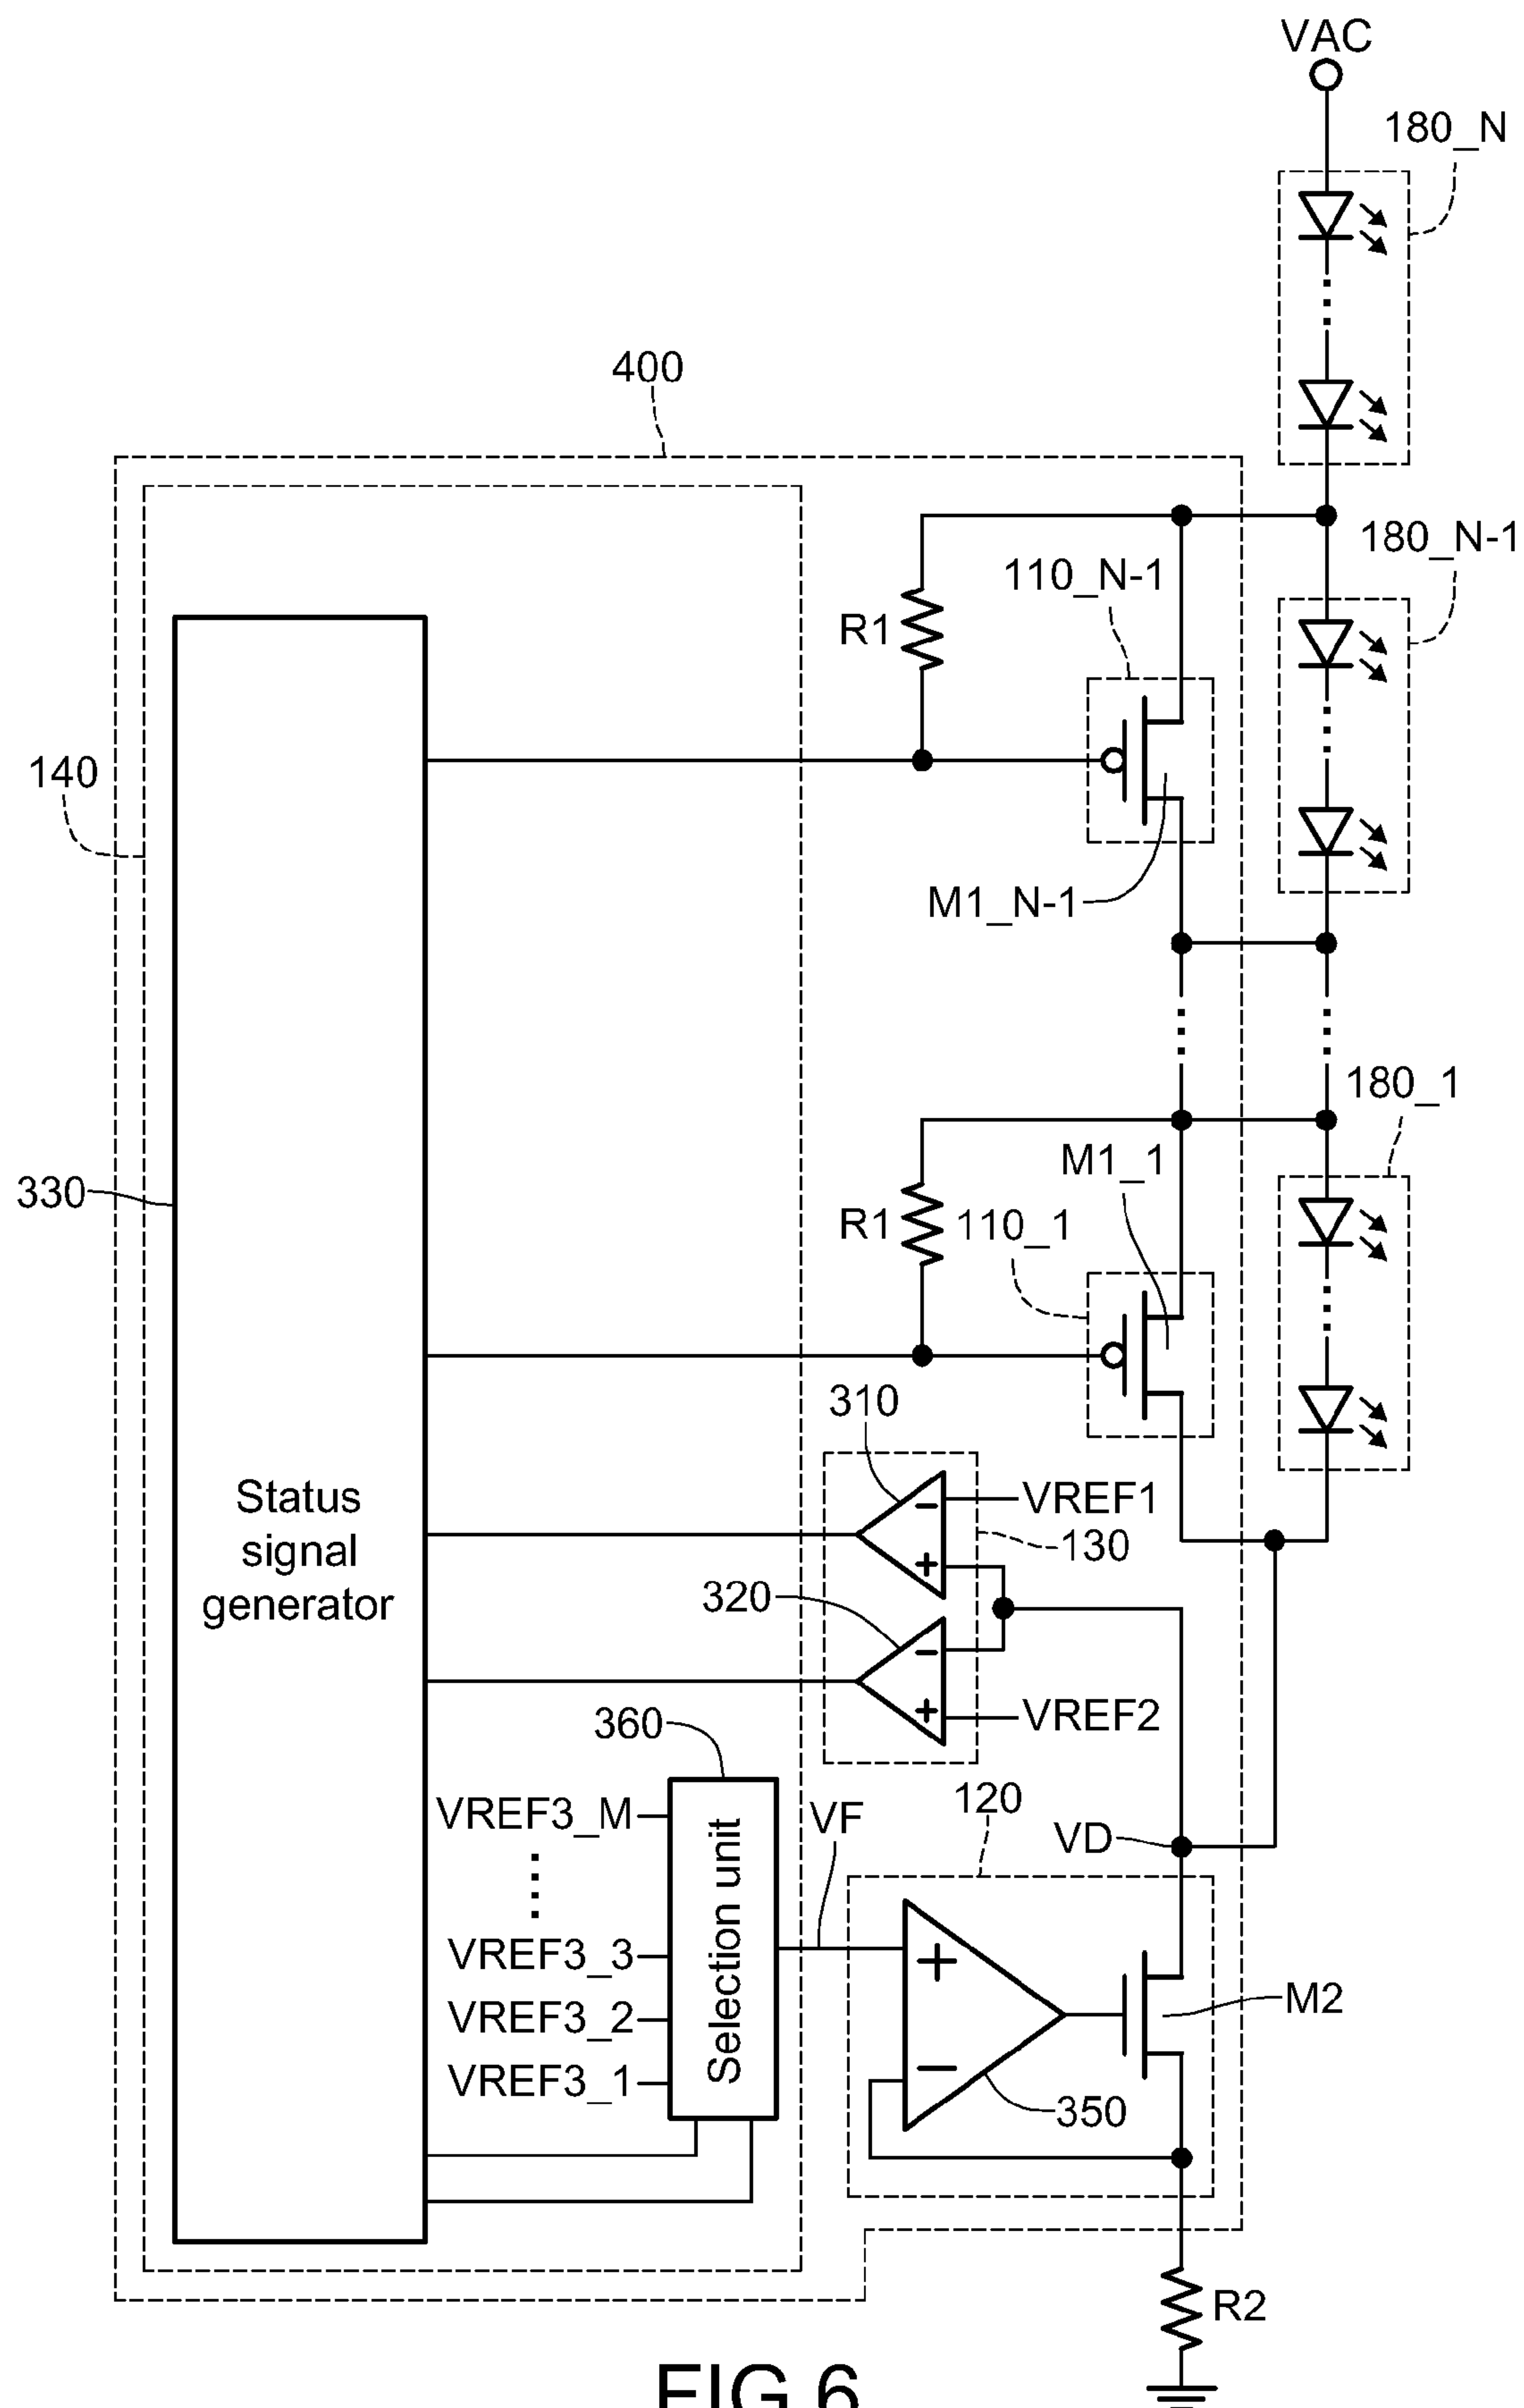 VAC
180_N
400
180_N-1
110_N-1
R1
140
M1_N-1
180_1
M1_1
330
R1
110_1
310
Status
signal
generator
VREF1
130
320
VREF2
360
VREF3_M
VF
120
VD
Selection unit
VREF3_3
VREF3_2
M2
VREF3_1
350
R2
FIG.6